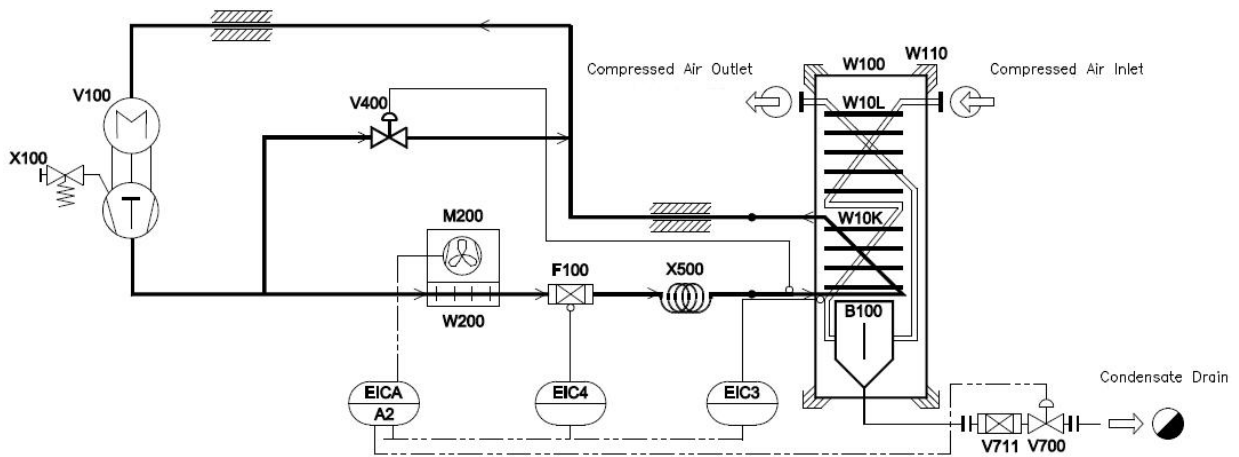 W110
Compressed Air Outlet
W100
Compressed Air Inlet
V100
V400
W10L
X100
M200
W10K
F100
X500
W200
B100
EICA
A2
EIC4
EIC3
Condensate Drain
V711
V700